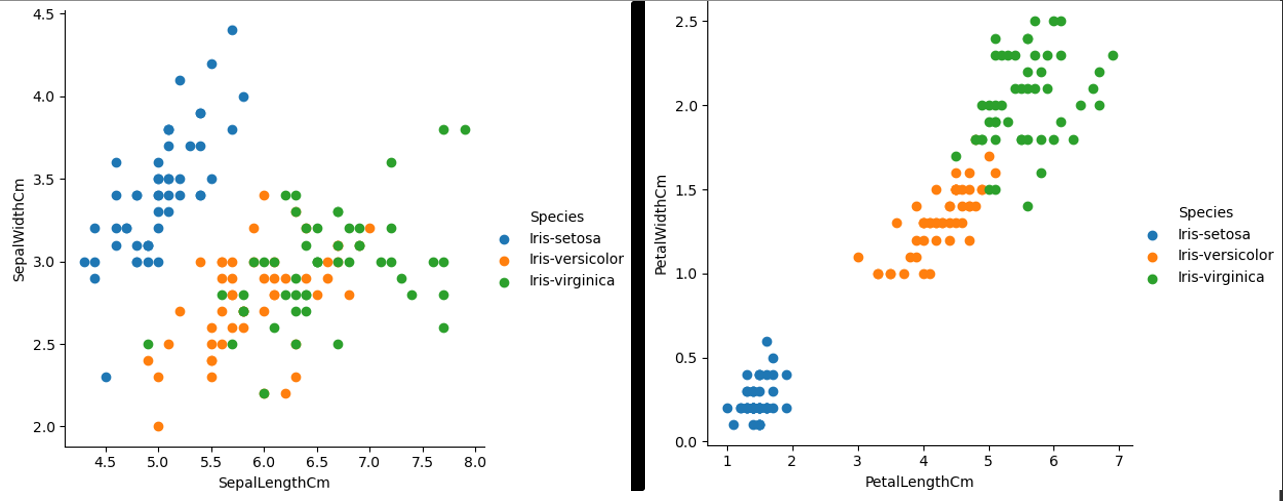 4.5
4.0
3.5
3.0
2.5
2.0
SepalWidthCm
4.5 5.0 5.5 6.0 6.5 7.0 7.5 8.0
SepalLengthCm
Species
Iris-setosa
Iris-versicolor
Iris-virginica
2.5
2.0
1.5
1.0
0.5
0.0
PetalWidthCm
1 2 3 4 5 6 7
PetalLengthCm
Species
Iris-setosa
Iris-versicolor
Iris-virginica